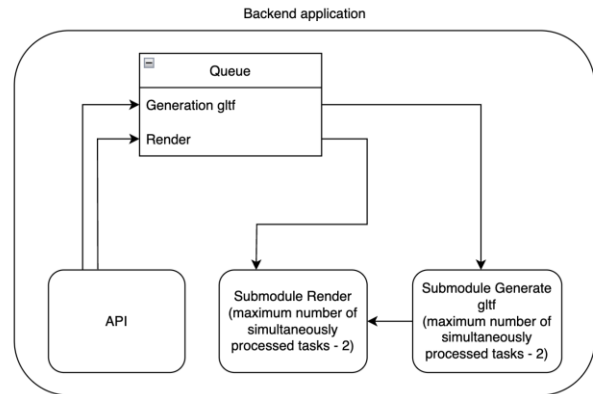 Backend application
Queue
Generation gltf
Render
API
Submodule Render
(maximum number of
simultaneously
processed tasks - 2)
Submodule Generate
gltf
(maximum number of
simultaneously
processed tasks - 2)